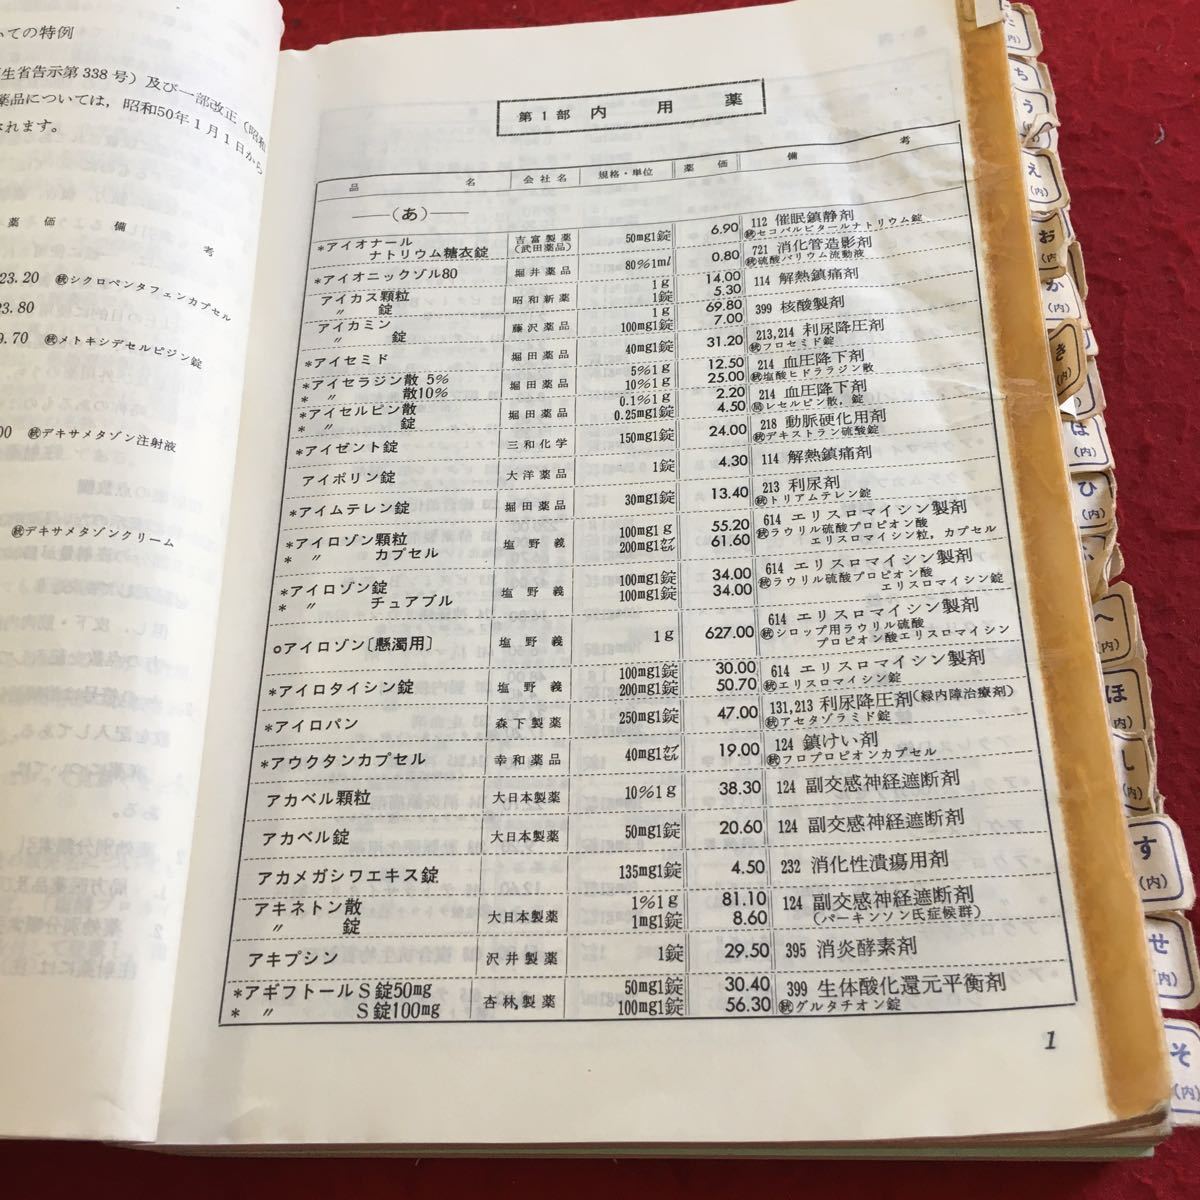 いての特例
生省告示第338号）及び一部改正（昭和
薬品については，昭和50年1月1日から
されます。
薬価 備考
23.20 ㊙シクロペンタフェンカプセル
23.80
9.70 ㊙メトキシデセルピジン錠
00 ㊙デキサメタゾン注射液
㊙デキサメタゾンクリーム
第1部 内用薬
品名 会社名 規格・単位 薬価 備考
――（あ）――
*アイオナールナトリウム糖衣錠 吉富製薬（武田薬品） 50mg1錠 6.90 112 催眠鎮静剤 ㊙セコバルビタールナトリウム錠
*アイオニックゾル80 堀井薬品 80%1ml 0.80 721 消化管造影剤 ㊙硫酸バリウム流動液
アイカス顆粒 昭和新薬 1g 14.00 114 解熱鎮痛剤
〃 錠 1錠 5.30
アイカミン 藤沢薬品 1g 69.80 399 核酸製剤
〃 錠 100mg1錠 7.00
*アイセミド 堀田薬品 40mg1錠 31.20 213,214 利尿降圧剤 ㊙フロセミド錠
*アイセラジン散 5% 堀田薬品 5%1g 12.50 214 血圧降下剤
* 〃 散10% 10%1g 25.00 ㊙塩酸ヒドララジン散
*アイセルピン散 堀田薬品 0.1%1g 2.20 214 血圧降下剤
* 〃 錠 0.25mg1錠 4.50 局レセルピン散，錠
*アイゼント錠 三和化学 150mg1錠 24.00 218 動脈硬化用剤 ㊙デキストラン硫酸錠
アイボリン錠 大洋薬品 1錠 4.30 114 解熱鎮痛剤
*アイムテレン錠 堀田薬品 30mg1錠 13.40 213 利尿剤 ㊙トリアムテレン錠
*アイロゾン顆粒 塩野義 100mg1g 55.20 614 エリスロマイシン製剤
* 〃 カプセル 200mg1カプセル 61.60 ㊙ラウリル硫酸プロピオン酸エリスロマイシン粒，カプセル
*アイロゾン錠 塩野義 100mg1錠 34.00 614 エリスロマイシン製剤
* 〃 チュアブル 100mg1錠 34.00 ㊙ラウリル硫酸プロピオン酸エリスロマイシン錠
○アイロゾン〔懸濁用〕 塩野義 1g 627.00 614 エリスロマイシン製剤 ㊙シロップ用ラウリル硫酸プロピオン酸エリスロマイシン
*アイロタイシン錠 塩野義 100mg1錠 30.00 614 エリスロマイシン製剤
200mg1錠 50.70 ㊙エリスロマイシン錠
*アイロパン 森下製薬 250mg1錠 47.00 131,213 利尿降圧剤（緑内障治療剤） ㊙アセタゾラミド錠
*アウクタンカプセル 幸和薬品 40mg1カプセル 19.00 124 鎮けい剤 ㊙フロプロピオンカプセル
アカベル顆粒 大日本製薬 10%1g 38.30 124 副交感神経遮断剤
アカベル錠 大日本製薬 50mg1錠 20.60 124 副交感神経遮断剤
アカメガシワエキス錠 135mg1錠 4.50 232 消化性潰瘍用剤
アキネトン散 大日本製薬 1%1g 81.10 124 副交感神経遮断剤
〃 錠 1mg1錠 8.60 （パーキンソン氏症候群）
アキプシン 沢井製薬 1錠 29.50 395 消炎酵素剤
*アギフトールS錠50mg 杏林製薬 50mg1錠 30.40 399 生体酸化還元平衡剤
* 〃 S錠100mg 100mg1錠 56.30 ㊙グルタチオン錠
1
こ（内）
ち
う
え（内）
お（内）
か（内）
き（内）
は（内）
ひ（内）
ふ
へ（内）
ほ（内）
し（内）
す（内）
せ（内）
そ（内）